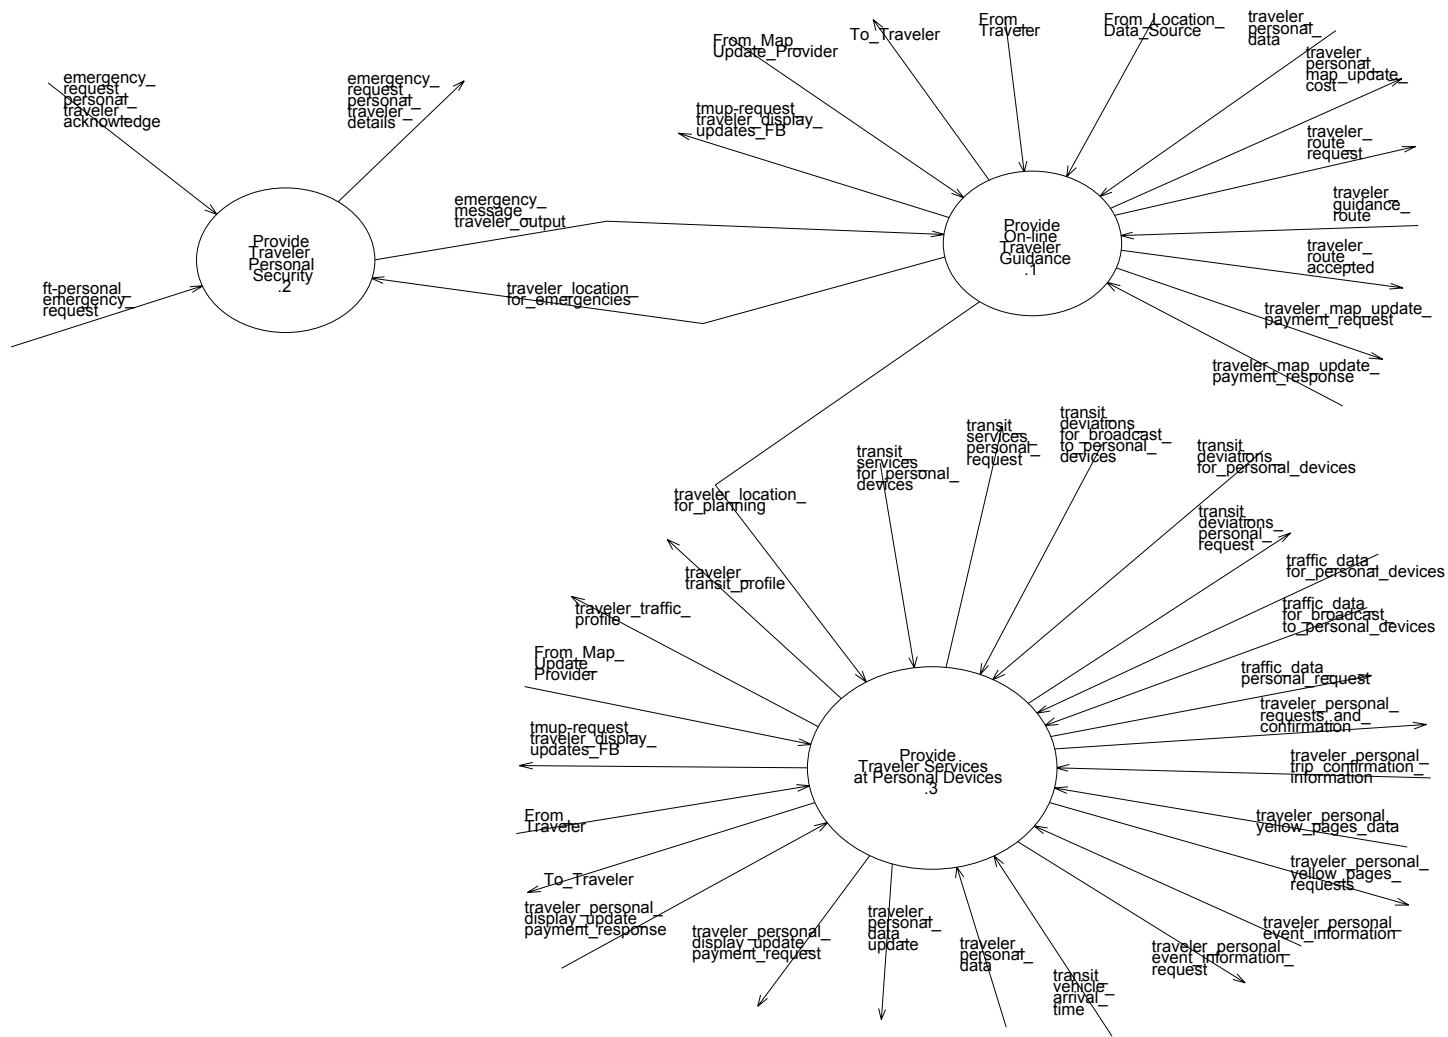 From_Map_
Update_Provider
To_Traveler
From_
Traveler
From_Location_
Data_Source
traveler_
personal_
data
traveler_
personal_
map_update_
cost
emergency_
request_
personal_
traveler_
acknowledge
emergency_
request_
personal_
traveler_
details
tmup-request_
traveler_display_
updates_FB
traveler_
route_
request
emergency_
message_
traveler_output
Provide
On-line
Traveler
Guidance
.1
traveler_
guidance_
route
Provide
Traveler
Personal
Security
.2
traveler_
route_
accepted
ft-personal_
emergency_
request
traveler_location_
for_emergencies
traveler_map_update_
payment_request
traveler_map_update_
payment_response
transit_
services_
for_personal_
devices
transit_
services_
personal_
request
transit_
deviations_
for_broadcast_
to_personal_
devices
transit_
deviations_
for_personal_devices
traveler_location_
for_planning
transit_
deviations_
personal_
request
traveler_
transit_profile
traffic_data_
for_personal_devices
traveler_traffic_
profile
traffic_data_
for_broadcast_
to_personal_devices
From_Map_
Update_
Provider
traffic_data_
personal_request
traveler_personal_
requests_and_
confirmation
tmup-request_
traveler_display_
updates_FB
Provide
Traveler Services
at Personal Devices
.3
traveler_personal_
trip_confirmation_
information
From_
Traveler
traveler_personal_
yellow_pages_data
To_Traveler
traveler_personal_
yellow_pages_
requests
traveler_personal_
display_update_
payment_response
traveler_personal_
display_update_
payment_request
traveler_
personal_
data_
update
traveler_
personal_
data
transit_
vehicle_
arrival_
time
traveler_personal_
event_information_
request
traveler_personal_
event_information